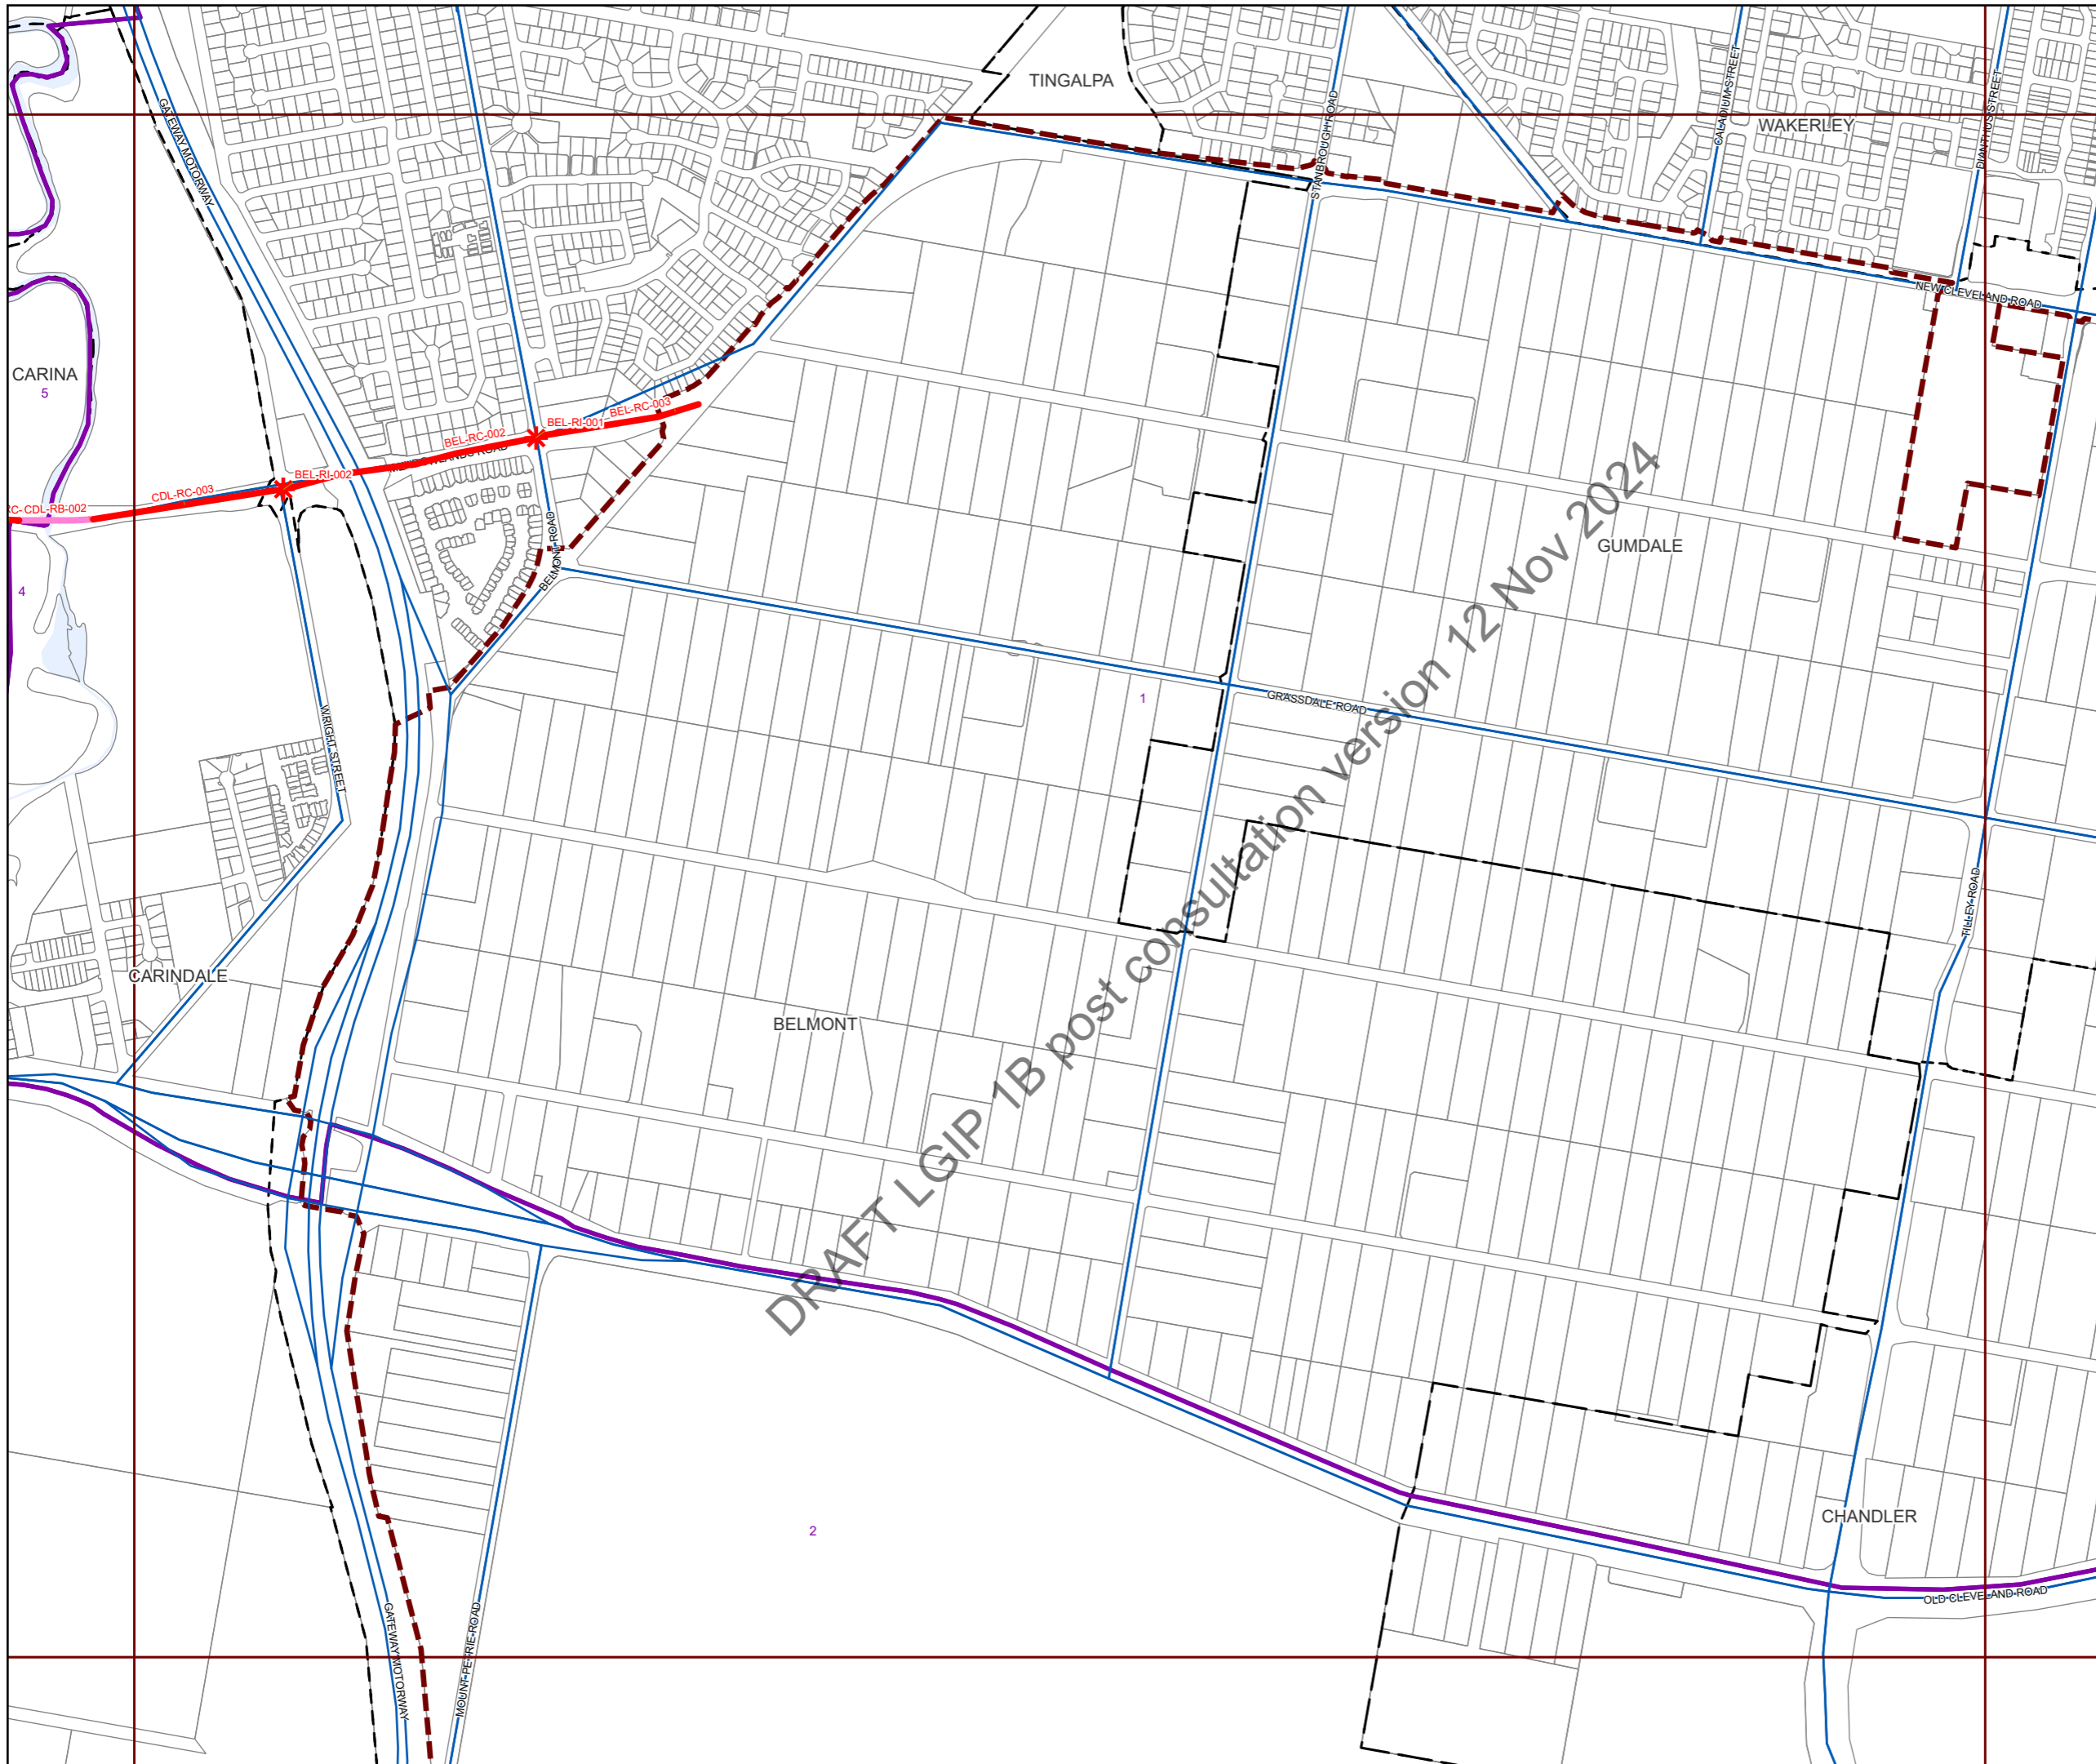 TINGALPA
GATEWAY MOTORWAY
STANBROUGH ROAD
CALADIUM STREET
WAKERLEY
DIANTHUS STREET
NEW CLEVELAND ROAD
CARINA
5
BEL-RC-003
BEL-RI-001
BEL-RC-002
BEL-RI-002
CDL-RC-003
CDL-RB-002
RC-
BELMONT ROAD
GUMDALE
4
1
GRASSDALE ROAD
WRIGHT STREET
TILLEY ROAD
CARINDALE
BELMONT
DRAFT LGIP 1B post consultation version 12 Nov 2024
2
CHANDLER
OLD CLEVELAND ROAD
GATEWAY MOTORWAY
MOUNT PETRIE ROAD